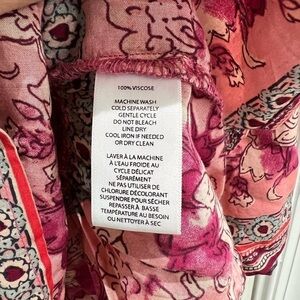 100% VISCOSE
MACHINE WASH
COLD SEPARATELY
GENTLE CYCLE
DO NOT BLEACH
LINE DRY
COOL IRON IF NEEDED
OR DRY CLEAN
LAVER À LA MACHINE
À L'EAU FROIDE AU
CYCLE DÉLICAT
SÉPARÉMENT
NE PAS UTILISER DE
CHLORURE DÉCOLORANT
SUSPENDRE POUR SÉCHER
REPASSER À BASSE
TEMPÉRATURE AU BESOIN
OU NETTOYER À SEC